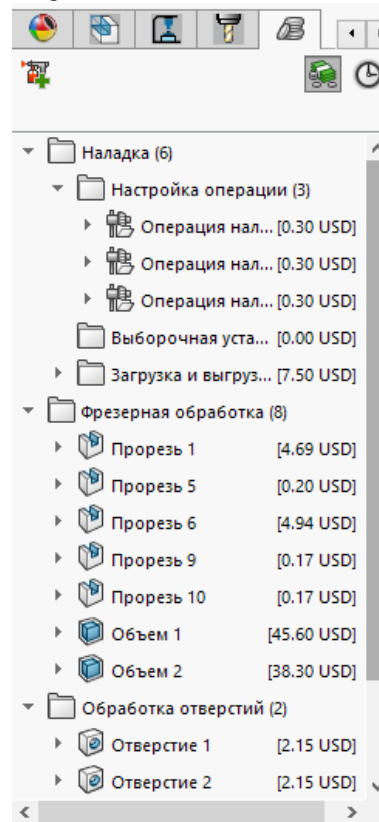 Наладка (6)
Настройка операции (3)
Операция нал... [0.30 USD]
Операция нал... [0.30 USD]
Операция нал... [0.30 USD]
Выборочная уста... [0.00 USD]
Загрузка и выгруз... [7.50 USD]
Фрезерная обработка (8)
Прорезь 1 [4.69 USD]
Прорезь 5 [0.20 USD]
Прорезь 6 [4.94 USD]
Прорезь 9 [0.17 USD]
Прорезь 10 [0.17 USD]
Объем 1 [45.60 USD]
Объем 2 [38.30 USD]
Обработка отверстий (2)
Отверстие 1 [2.15 USD]
Отверстие 2 [2.15 USD]